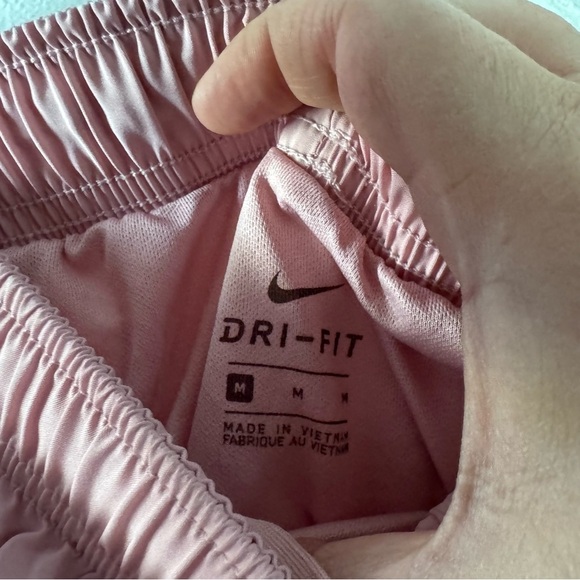 DRI-FIT
M M M
MADE IN VIETNAM
FABRIQUE AU VIETNAM